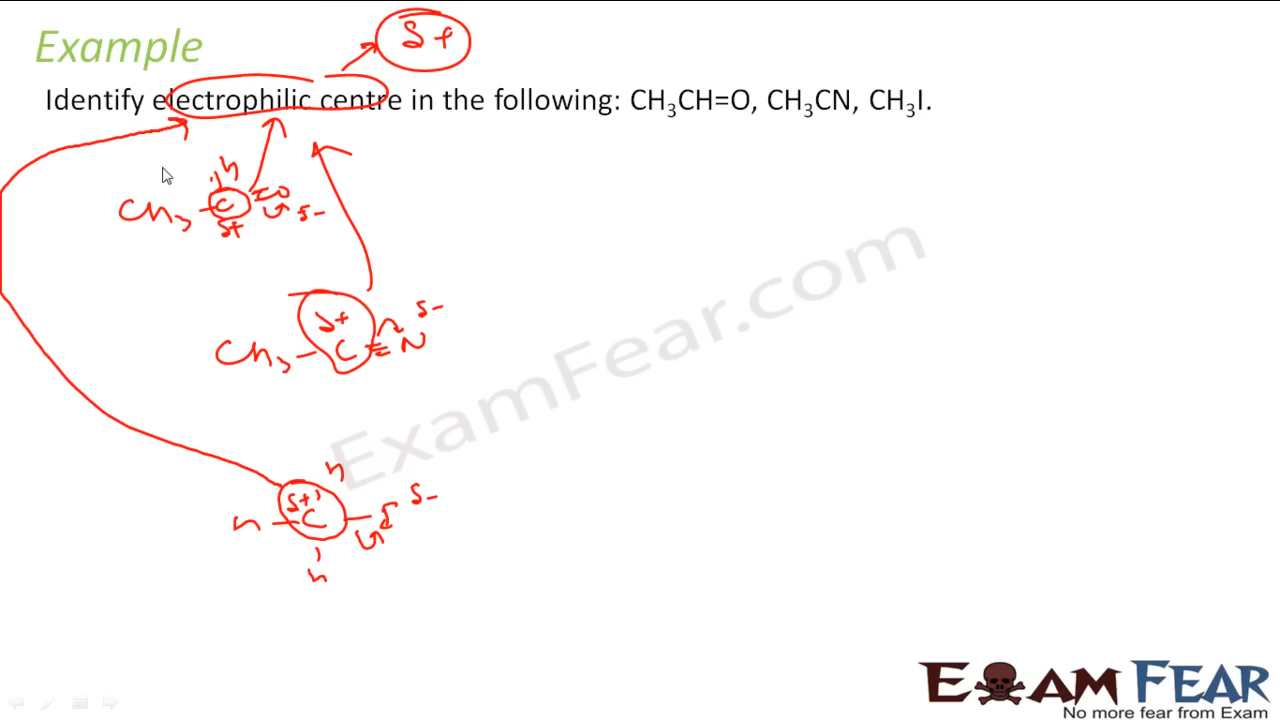 Example
δ+
Identify electrophilic centre in the following: CH₃CH=O, CH₃CN, CH₃I.
H
CH₃-C=O
δ+ δ-
δ+ δ-
CH₃-C≡N
H
δ+ δ-
H-C-I
H
ExamFear.com
EXAM FEAR
No more fear from Exam